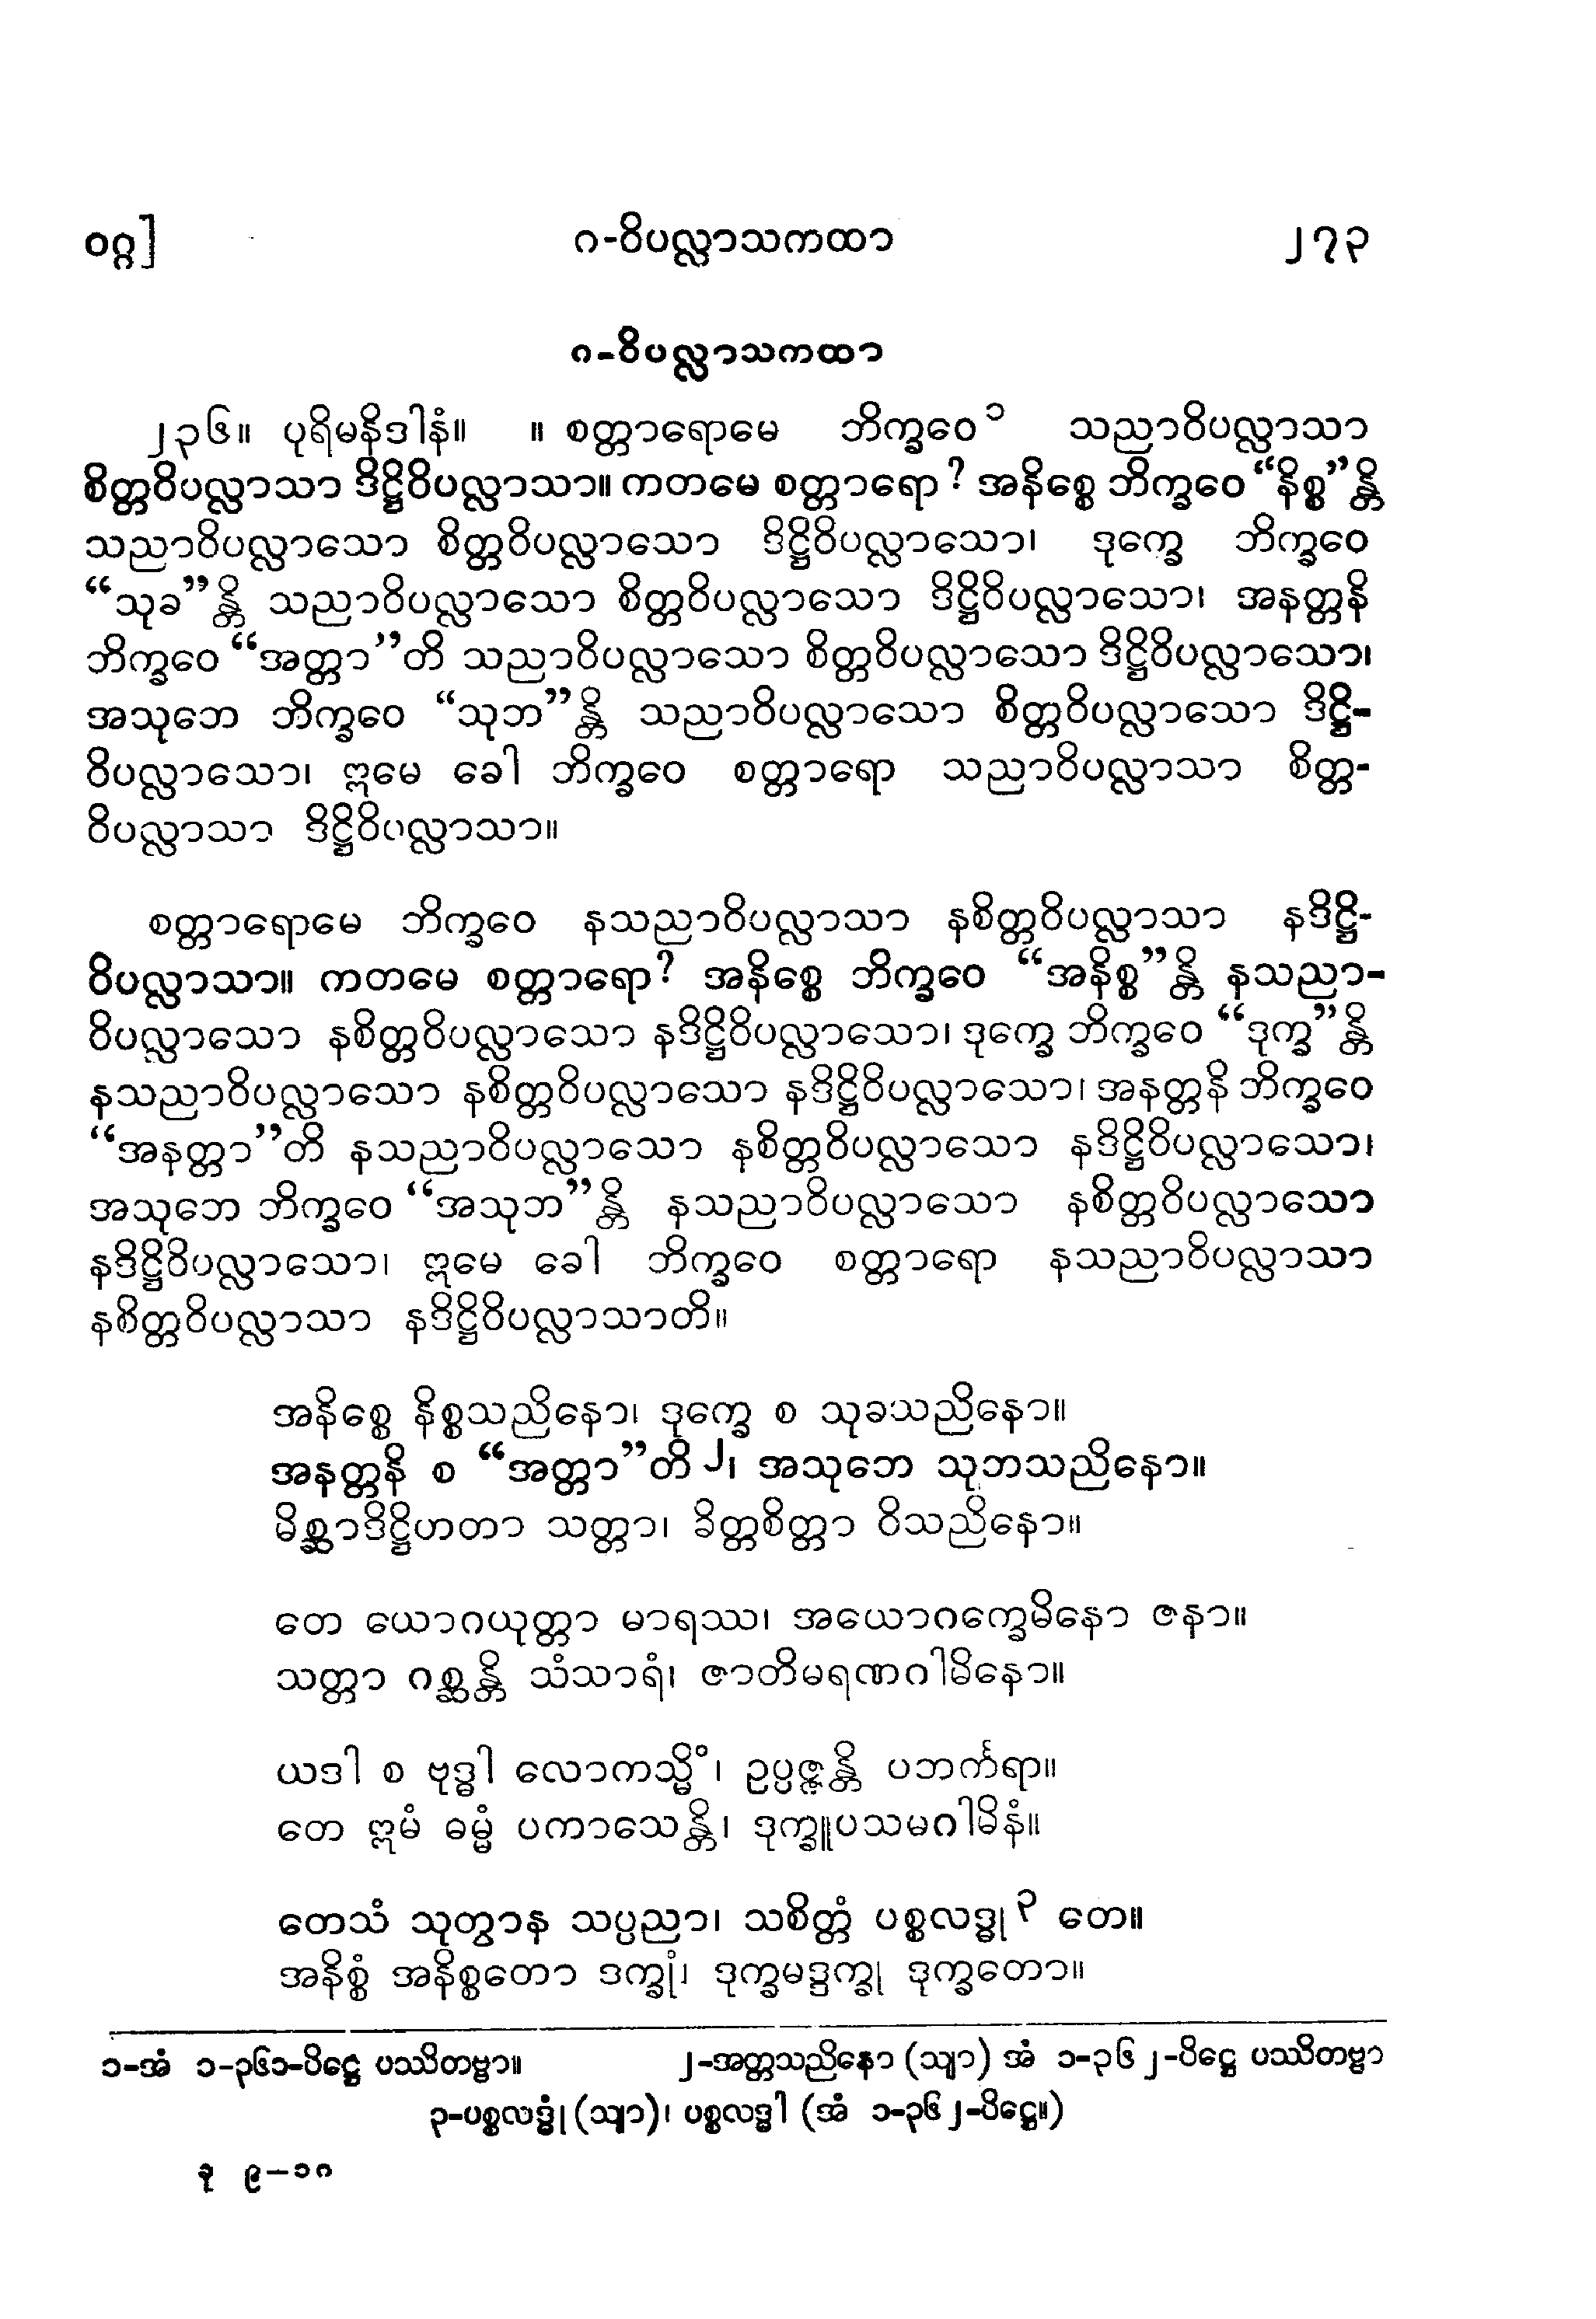 ဝဂ္ဂ] ဂ-ဝိပလ္လာသကထာ ၂၇၃
ဂ-ဝိပလ္လာသကထာ
၂၃၆။ ပုရိမနိဒါနံ။ ။ စတ္တာရောမေ ဘိက္ခဝေ၁ သညာဝိပလ္လာသာ
စိတ္တဝိပလ္လာသာ ဒိဋ္ဌိဝိပလ္လာသာ။ ကတမေ စတ္တာရော? အနိစ္စေ ဘိက္ခဝေ “နိစ္စ”န္တိ
သညာဝိပလ္လာသော စိတ္တဝိပလ္လာသော ဒိဋ္ဌိဝိပလ္လာသော၊ ဒုက္ခေ ဘိက္ခဝေ
“သုခ”န္တိ သညာဝိပလ္လာသော စိတ္တဝိပလ္လာသော ဒိဋ္ဌိဝိပလ္လာသော၊ အနတ္တနိ
ဘိက္ခဝေ “အတ္တာ”တိ သညာဝိပလ္လာသော စိတ္တဝိပလ္လာသော ဒိဋ္ဌိဝိပလ္လာသော၊
အသုဘေ ဘိက္ခဝေ “သုဘ”န္တိ သညာဝိပလ္လာသော စိတ္တဝိပလ္လာသော ဒိဋ္ဌိ-
ဝိပလ္လာသော၊ ဣမေ ခေါ ဘိက္ခဝေ စတ္တာရော သညာဝိပလ္လာသာ စိတ္တ-
ဝိပလ္လာသာ ဒိဋ္ဌိဝိပလ္လာသာ။
စတ္တာရောမေ ဘိက္ခဝေ နသညာဝိပလ္လာသာ နစိတ္တဝိပလ္လာသာ နဒိဋ္ဌိ-
ဝိပလ္လာသာ။ ကတမေ စတ္တာရော? အနိစ္စေ ဘိက္ခဝေ “အနိစ္စ”န္တိ နသညာ-
ဝိပလ္လာသော နစိတ္တဝိပလ္လာသော နဒိဋ္ဌိဝိပလ္လာသော၊ ဒုက္ခေ ဘိက္ခဝေ “ဒုက္ခ”န္တိ
နသညာဝိပလ္လာသော နစိတ္တဝိပလ္လာသော နဒိဋ္ဌိဝိပလ္လာသော၊ အနတ္တနိ ဘိက္ခဝေ
“အနတ္တာ”တိ နသညာဝိပလ္လာသော နစိတ္တဝိပလ္လာသော နဒိဋ္ဌိဝိပလ္လာသော၊
အသုဘေ ဘိက္ခဝေ “အသုဘ”န္တိ နသညာဝိပလ္လာသော နစိတ္တဝိပလ္လာသော
နဒိဋ္ဌိဝိပလ္လာသော၊ ဣမေ ခေါ ဘိက္ခဝေ စတ္တာရော နသညာဝိပလ္လာသာ
နစိတ္တဝိပလ္လာသာ နဒိဋ္ဌိဝိပလ္လာသာတိ။
အနိစ္စေ နိစ္စသညိနော၊ ဒုက္ခေ စ သုခသညိနော။
အနတ္တနိ စ “အတ္တာ”တိ၂၊ အသုဘေ သုဘသညိနော။
မိစ္ဆာဒိဋ္ဌိဟတာ သတ္တာ၊ ခိတ္တစိတ္တာ ဝိသညိနော။
တေ ယောဂယုတ္တာ မာရဿ၊ အယောဂက္ခေမိနော ဇနာ။
သတ္တာ ဂစ္ဆန္တိ သံသာရံ၊ ဇာတိမရဏဂါမိနော။
ယဒါ စ ဗုဒ္ဓါ လောကသ္မိံ၊ ဥပ္ပဇ္ဇန္တိ ပဘင်္ကရာ။
တေ ဣမံ ဓမ္မံ ပကာသေန္တိ၊ ဒုက္ခူပသမဂါမိနံ။
တေသံ သုတွာန သပ္ပညာ၊ သစိတ္တံ ပစ္စလဒ္ဓု၃ တေ။
အနိစ္စံ အနိစ္စတော ဒက္ခုံ၊ ဒုက္ခမဒ္ဒက္ခု ဒုက္ခတော။
၁-အံ ၁-၃၆၁-ပိဋ္ဌေ ပဿိတဗ္ဗာ။ ၂-အတ္တသညိနော (သျာ) အံ ၁-၃၆၂-ပိဋ္ဌေ ပဿိတဗ္ဗာ
၃-ပစ္စလဒ္ဓုံ (သျာ)၊ ပစ္စလဒ္ဓါ (အံ ၁-၃၆၂-ပိဋ္ဌေ။)
ခု ၉—၁၈